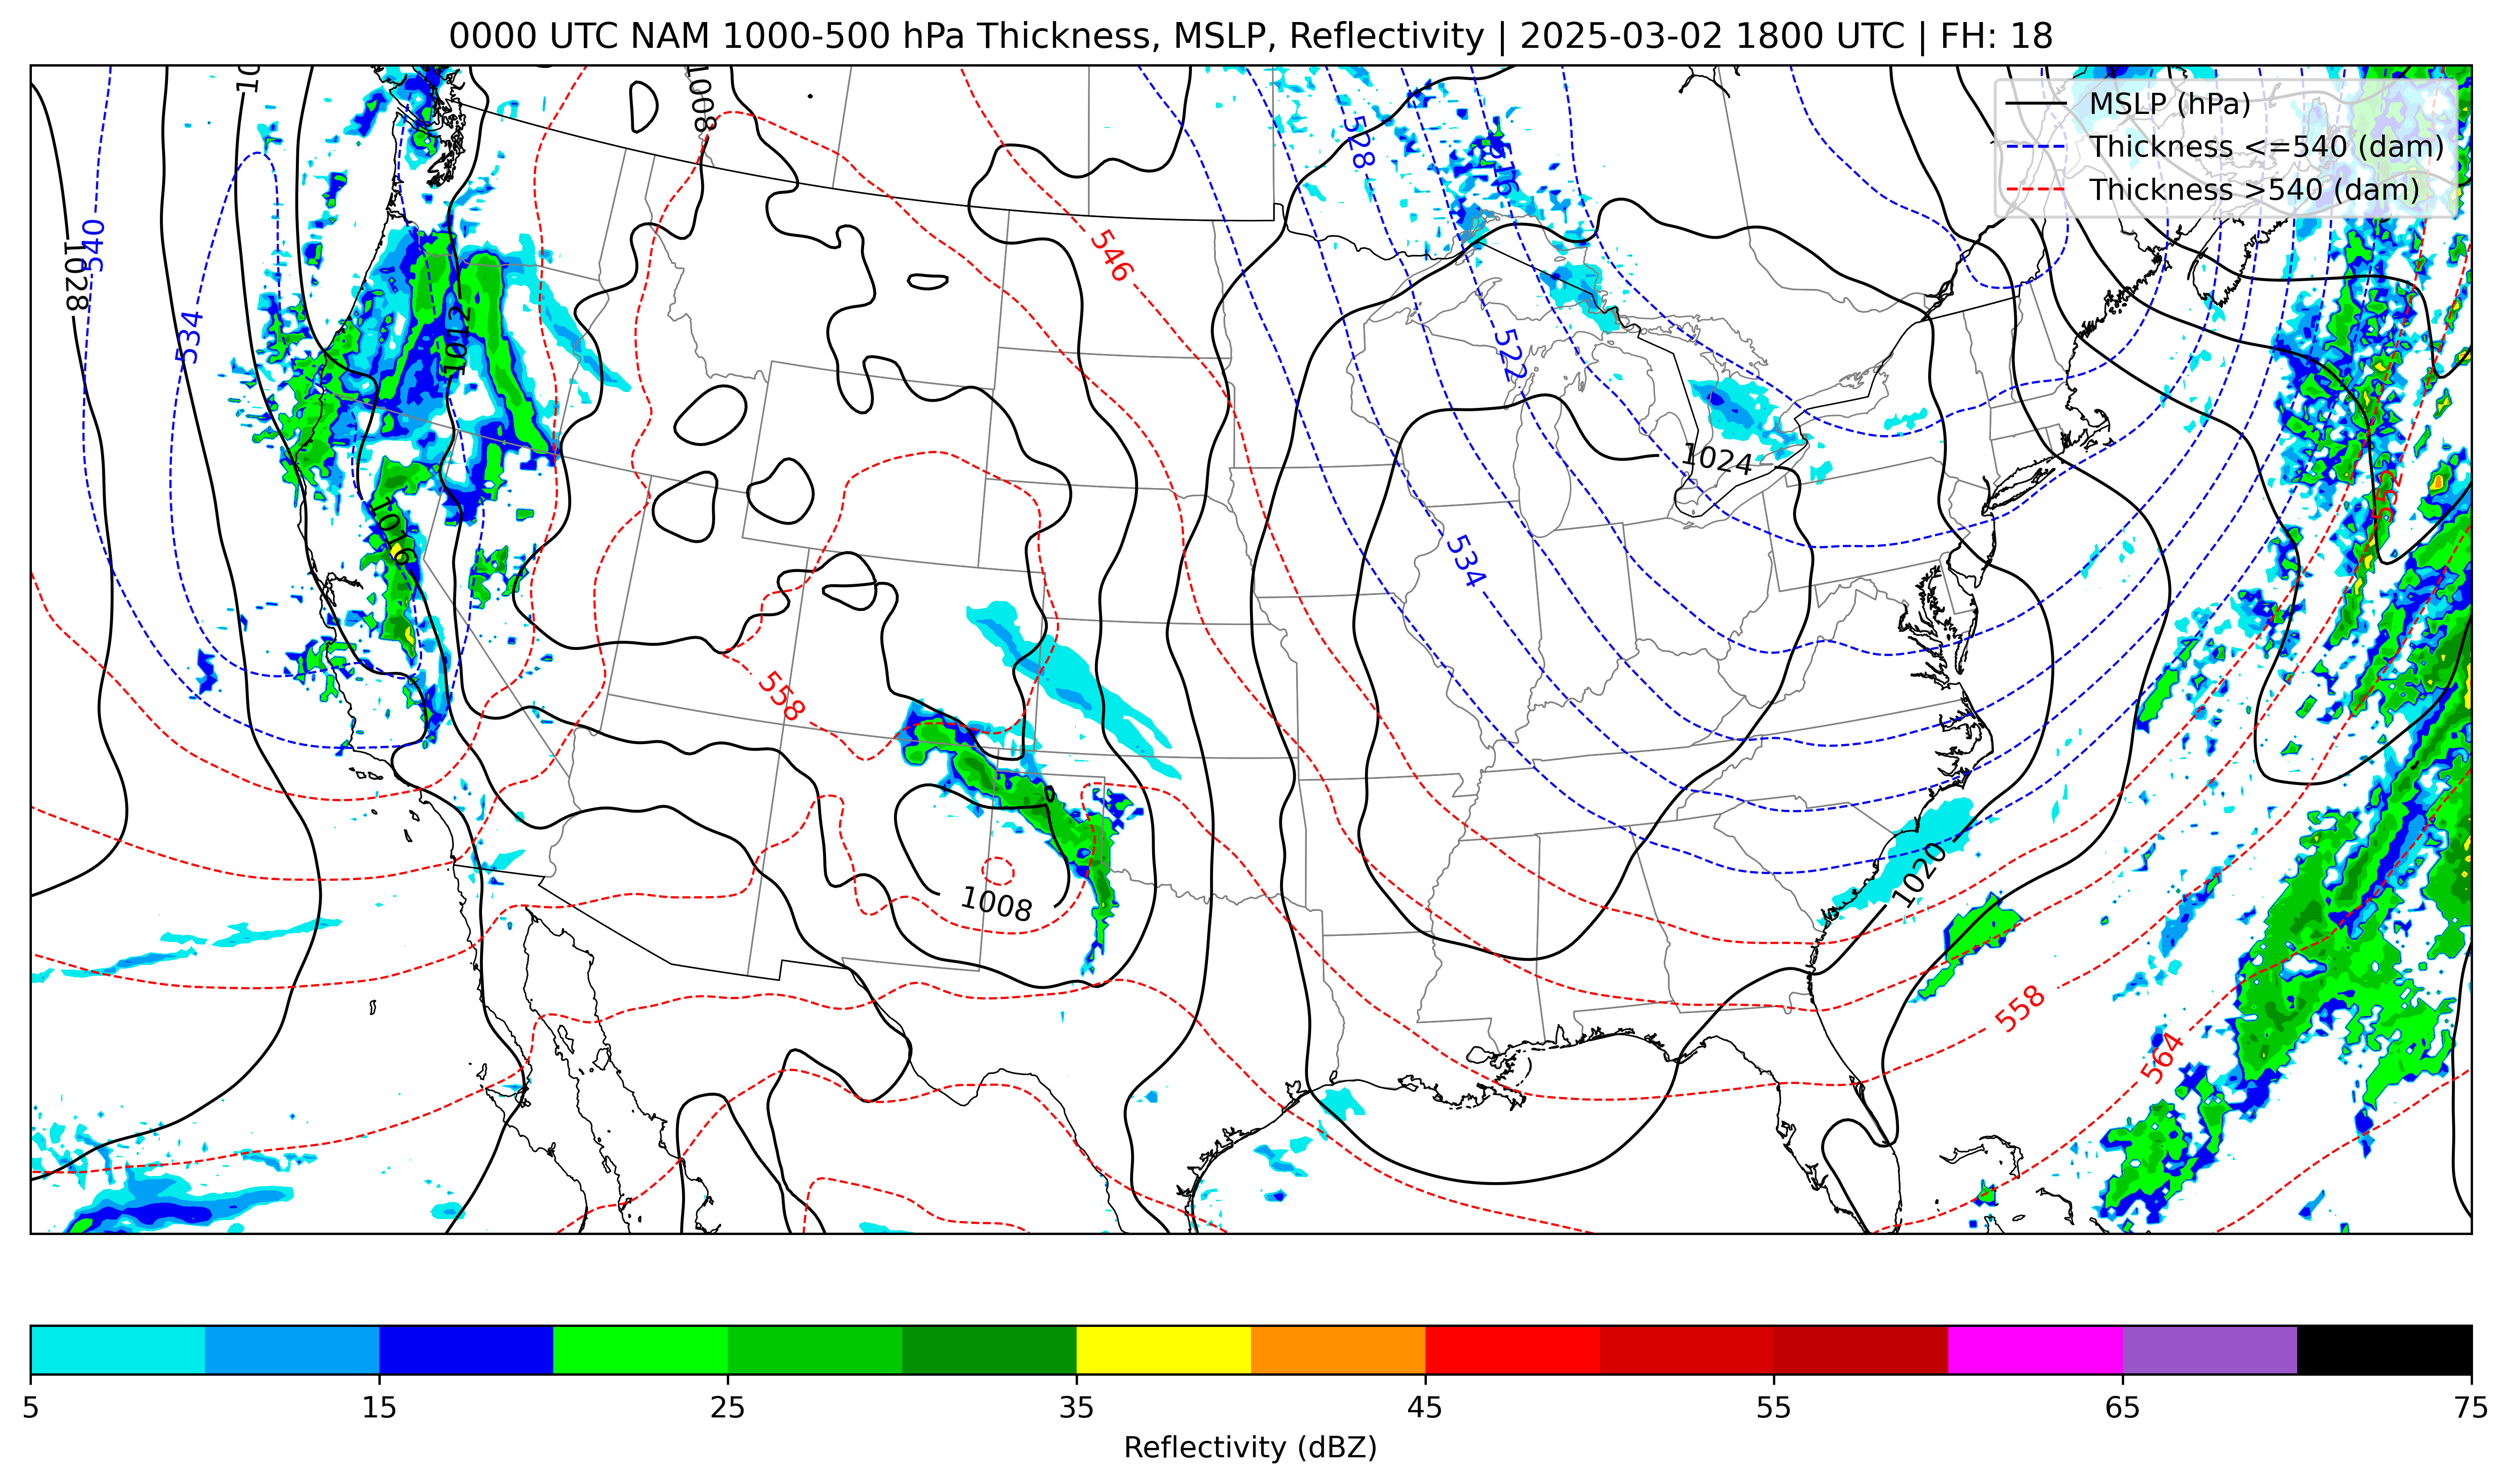 0000 UTC NAM 1000-500 hPa Thickness, MSLP, Reflectivity | 2025-03-02 1800 UTC | FH: 18
MSLP (hPa)
Thickness <=540 (dam)
Thickness >540 (dam)
1008
528
516
540
1028
546
534
1012
522
1024
1016
534
558
1020
1008
558
564
5 15 25 35 45 55 65 75
Reflectivity (dBZ)